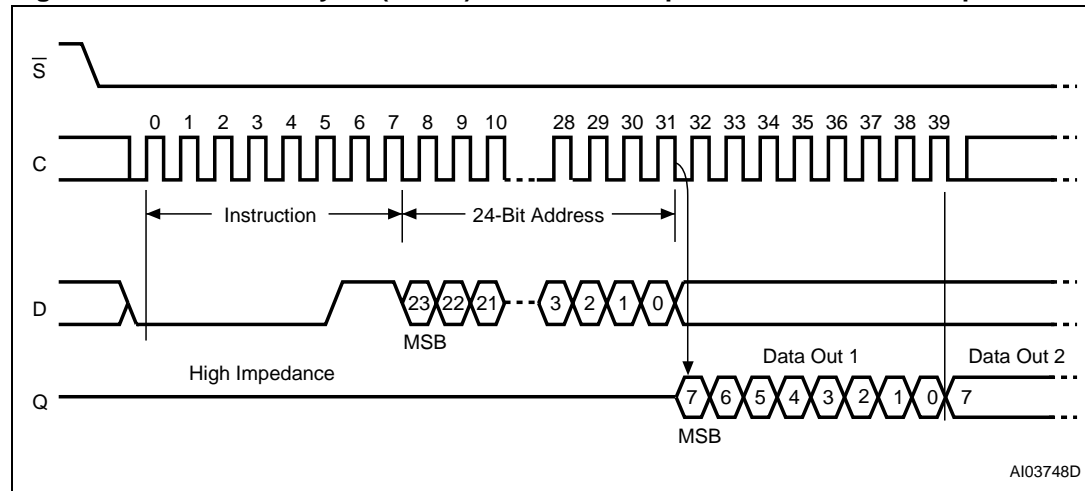 S
0 1 2 3 4 5 6 7 8 9 10 28 29 30 31 32 33 34 35 36 37 38 39
C
Instruction 24-Bit Address
D 23 22 21 3 2 1 0
MSB
High Impedance Data Out 1 Data Out 2
Q 7 6 5 4 3 2 1 0 7
MSB
AI03748D